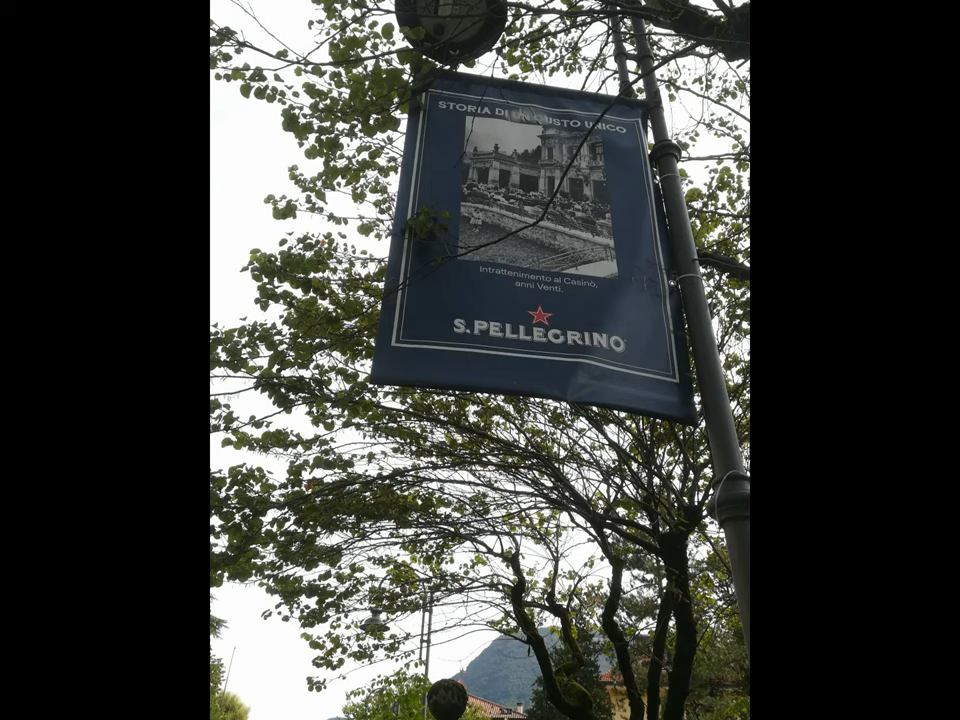 STORIA DI UN GUSTO UNICO
Intrattenimento al Casinò,
anni Venti.
S.PELLEGRINO